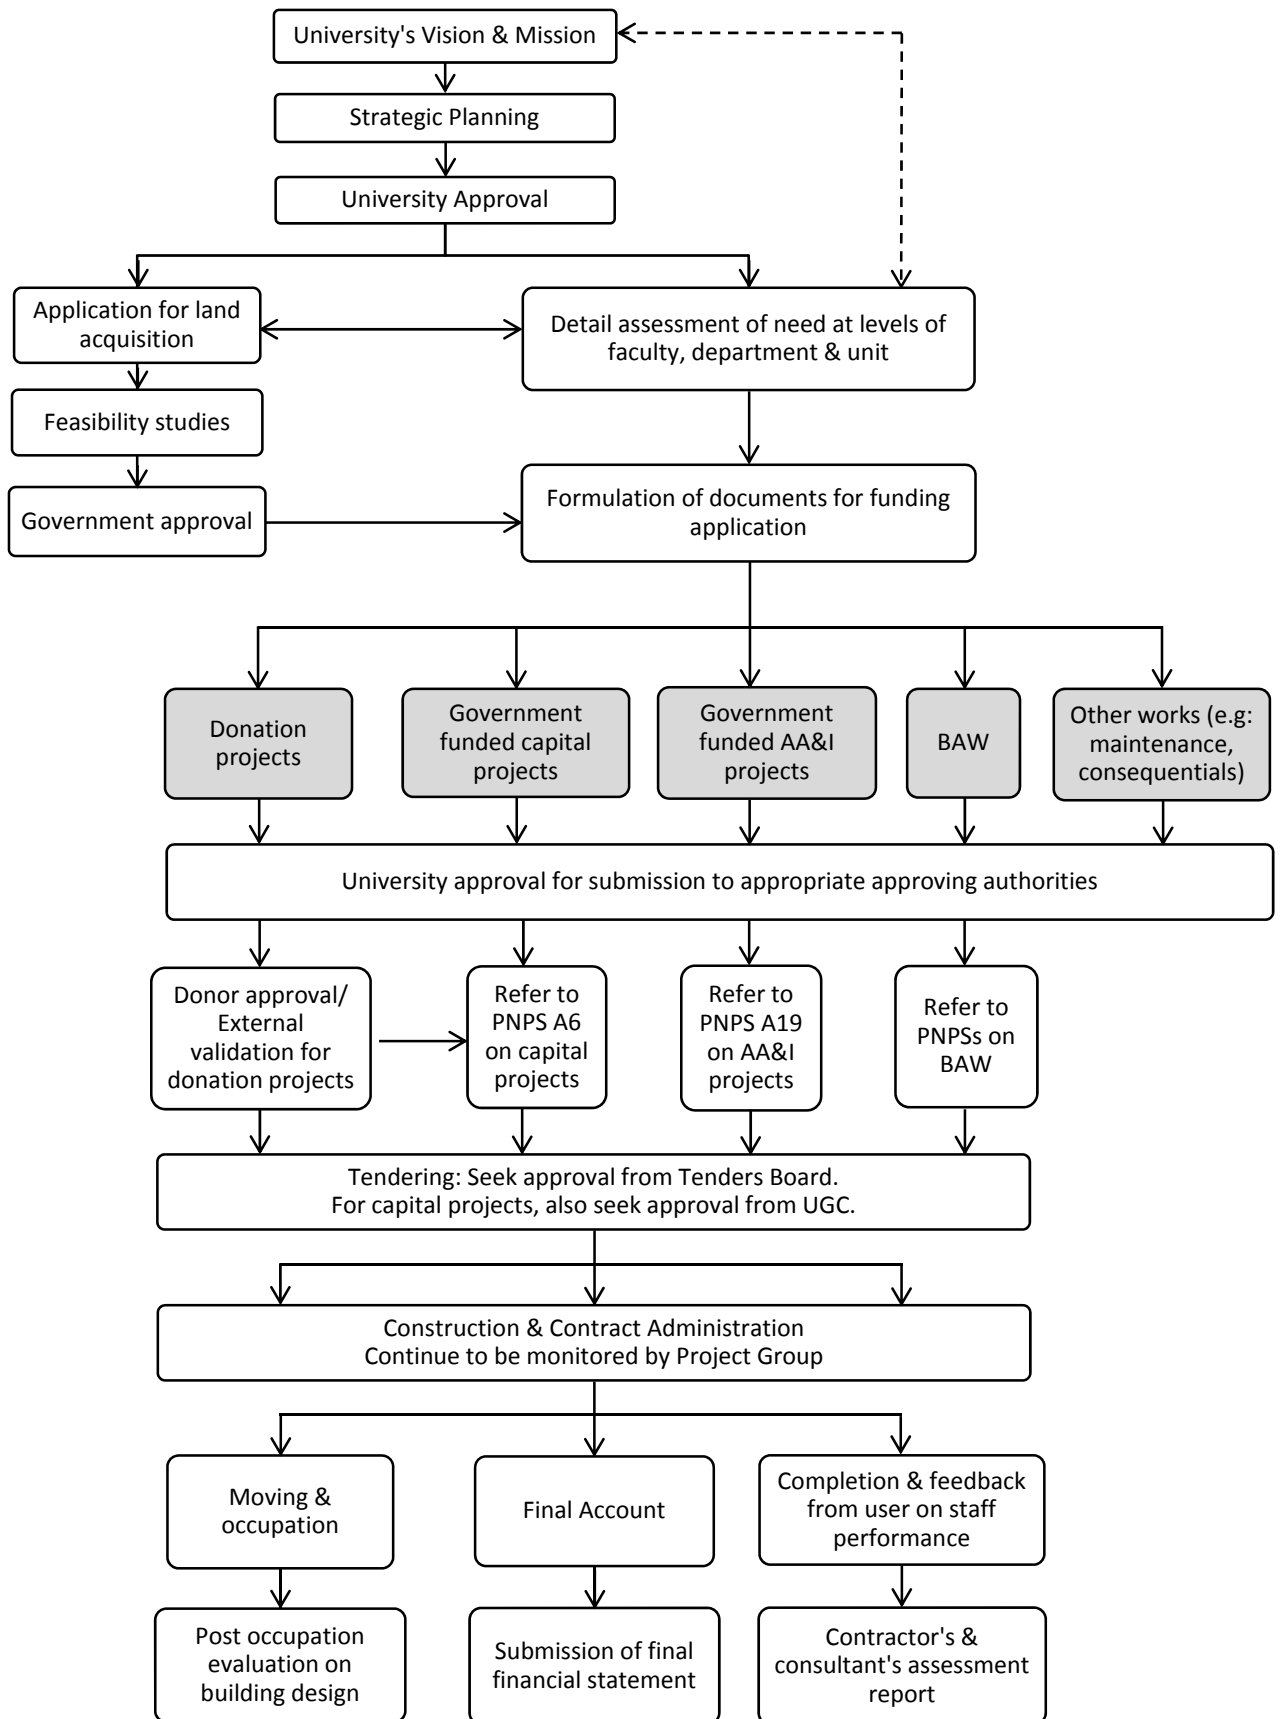 University's Vision & Mission
Strategic Planning
University Approval
Application for land
acquisition
Detail assessment of need at levels of
faculty, department & unit
Feasibility studies
Government approval
Formulation of documents for funding
application
Donation
projects
Government
funded capital
projects
Government
funded AA&I
projects
BAW
Other works (e.g:
maintenance,
consequentials)
University approval for submission to appropriate approving authorities
Donor approval/
External
validation for
donation projects
Refer to
PNPS A6
on capital
projects
Refer to
PNPS A19
on AA&I
projects
Refer to
PNPSs on
BAW
Tendering: Seek approval from Tenders Board.
For capital projects, also seek approval from UGC.
Construction & Contract Administration
Continue to be monitored by Project Group
Moving &
occupation
Final Account
Completion & feedback
from user on staff
performance
Post occupation
evaluation on
building design
Submission of final
financial statement
Contractor's &
consultant's assessment
report